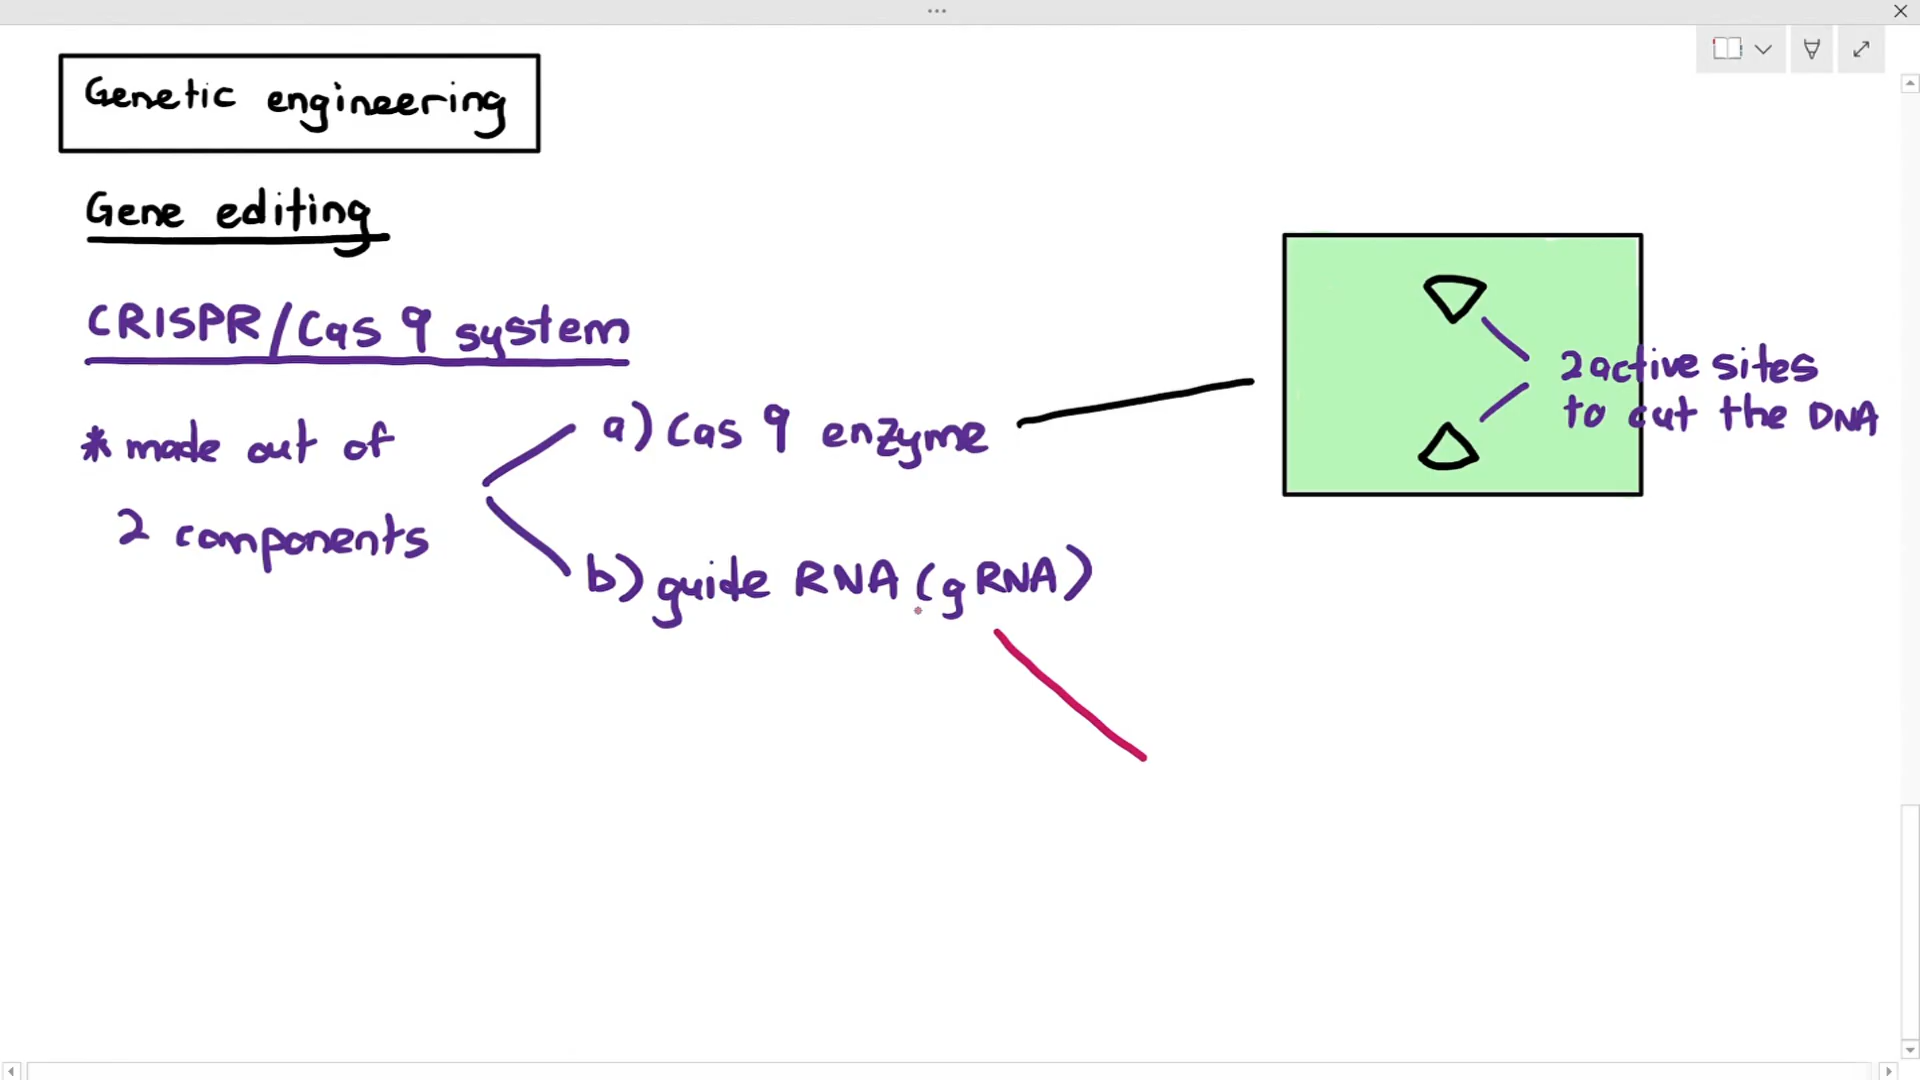 Genetic engineering
Gene editing
CRISPR/Cas 9 system
* made out of
2 components
a) Cas 9 enzyme
b) guide RNA (gRNA)
2 active sites
to cut the DNA